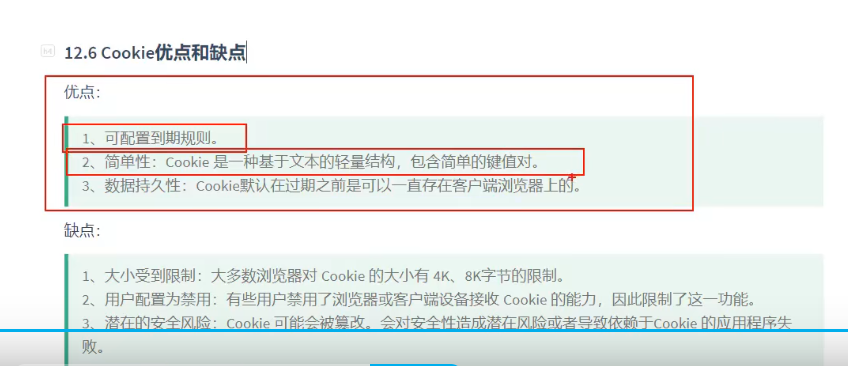 12.6 Cookie优点和缺点
优点：
1、可配置到期规则。
2、简单性：Cookie 是一种基于文本的轻量结构，包含简单的键值对。
3、数据持久性：Cookie默认在过期之前是可以一直存在客户端浏览器上的。
缺点：
1、大小受到限制：大多数浏览器对 Cookie 的大小有 4K、8K字节的限制。
2、用户配置为禁用：有些用户禁用了浏览器或客户端设备接收 Cookie 的能力，因此限制了这一功能。
3、潜在的安全风险：Cookie 可能会被篡改。会对安全性造成潜在风险或者导致依赖于Cookie 的应用程序失
败。